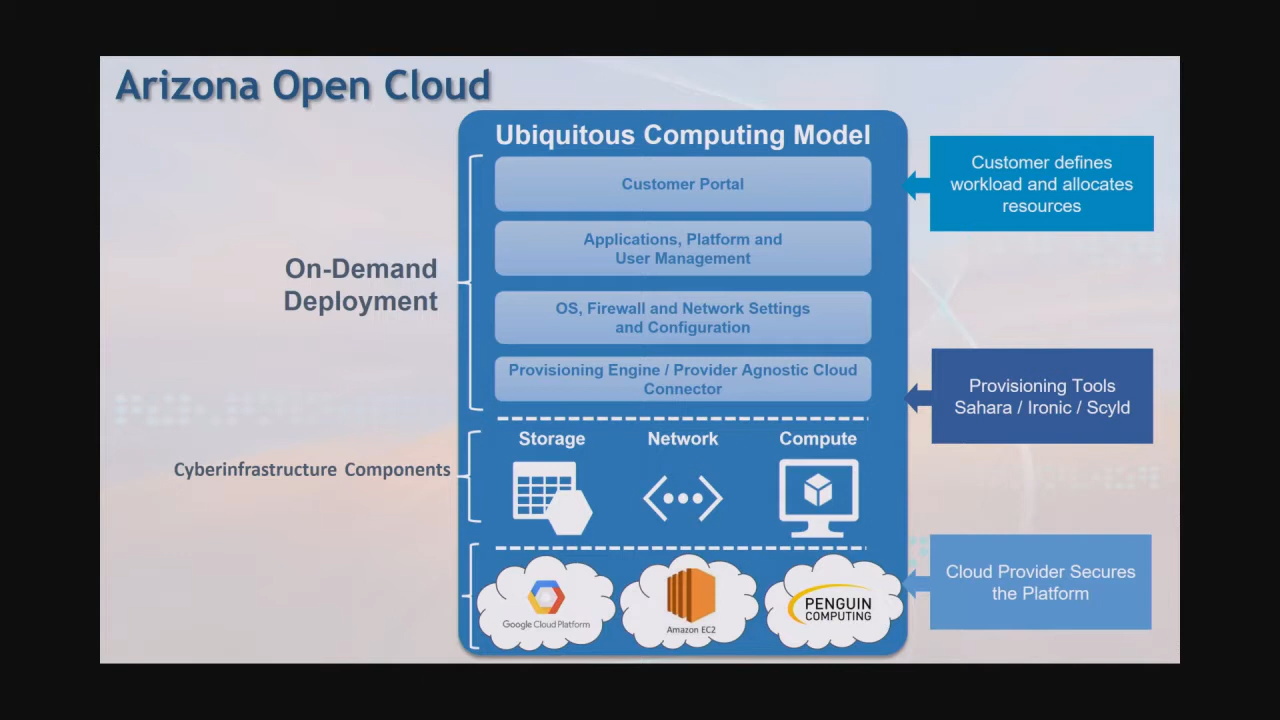 Arizona Open Cloud
Ubiquitous Computing Model
Customer Portal
Applications, Platform and
User Management
OS, Firewall and Network Settings
and Configuration
Provisioning Engine / Provider Agnostic Cloud
Connector
On-Demand
Deployment
Customer defines
workload and allocates
resources
Provisioning Tools
Sahara / Ironic / Scyld
Storage
Network
Compute
Cyberinfrastructure Components
Google Cloud Platform
Amazon EC2
PENGUIN
COMPUTING
Cloud Provider Secures
the Platform